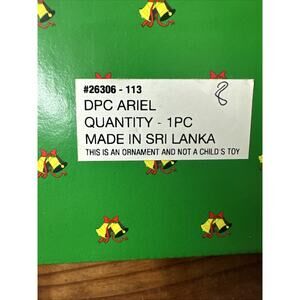 #26306 - 113
DPC ARIEL
8
QUANTITY - 1PC
MADE IN SRI LANKA
THIS IS AN ORNAMENT AND NOT A CHILD'S TOY